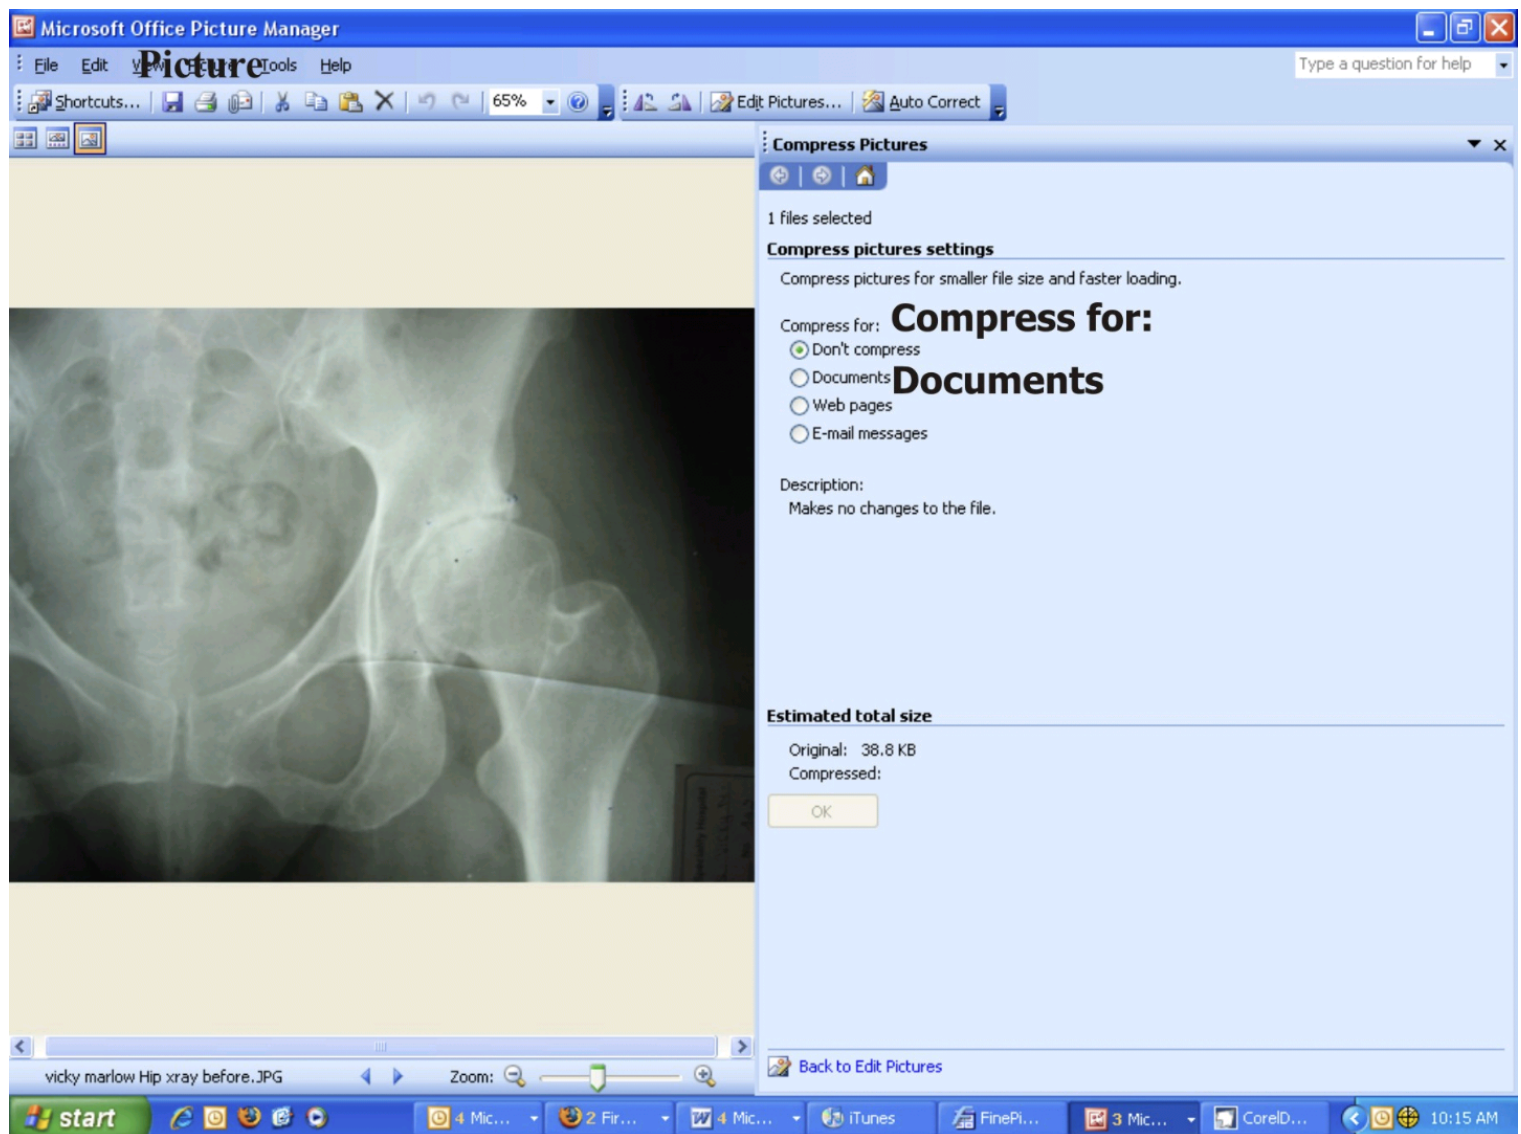 Microsoft Office Picture Manager
File Edit View Picture Tools Help
Picture
Type a question for help
Shortcuts... 65% Edit Pictures... Auto Correct
Compress Pictures
1 files selected
Compress pictures settings
Compress pictures for smaller file size and faster loading.
Compress for: Compress for:
Don't compress
Documents Documents
Web pages
E-mail messages
Description:
Makes no changes to the file.
Estimated total size
Original: 38.8 KB
Compressed:
OK
Back to Edit Pictures
vicky marlow Hip xray before.JPG Zoom:
start 4 Mic... 2 Fir... 4 Mic... iTunes FinePi... 3 Mic... CorelD... 10:15 AM